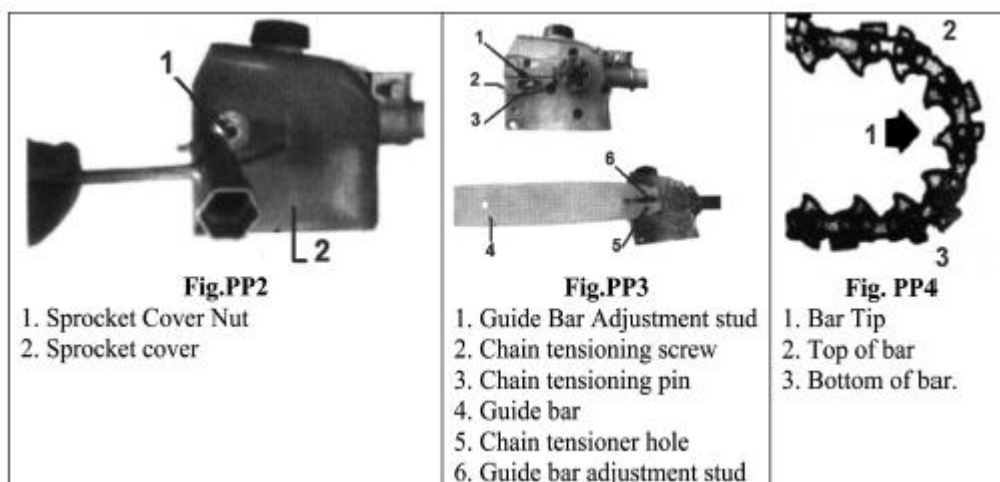 1
2
Fig.PP2
1. Sprocket Cover Nut
2. Sprocket cover
1
2
3
6
4
5
Fig.PP3
1. Guide Bar Adjustment stud
2. Chain tensioning screw
3. Chain tensioning pin
4. Guide bar
5. Chain tensioner hole
6. Guide bar adjustment stud
2
1
3
Fig. PP4
1. Bar Tip
2. Top of bar
3. Bottom of bar.